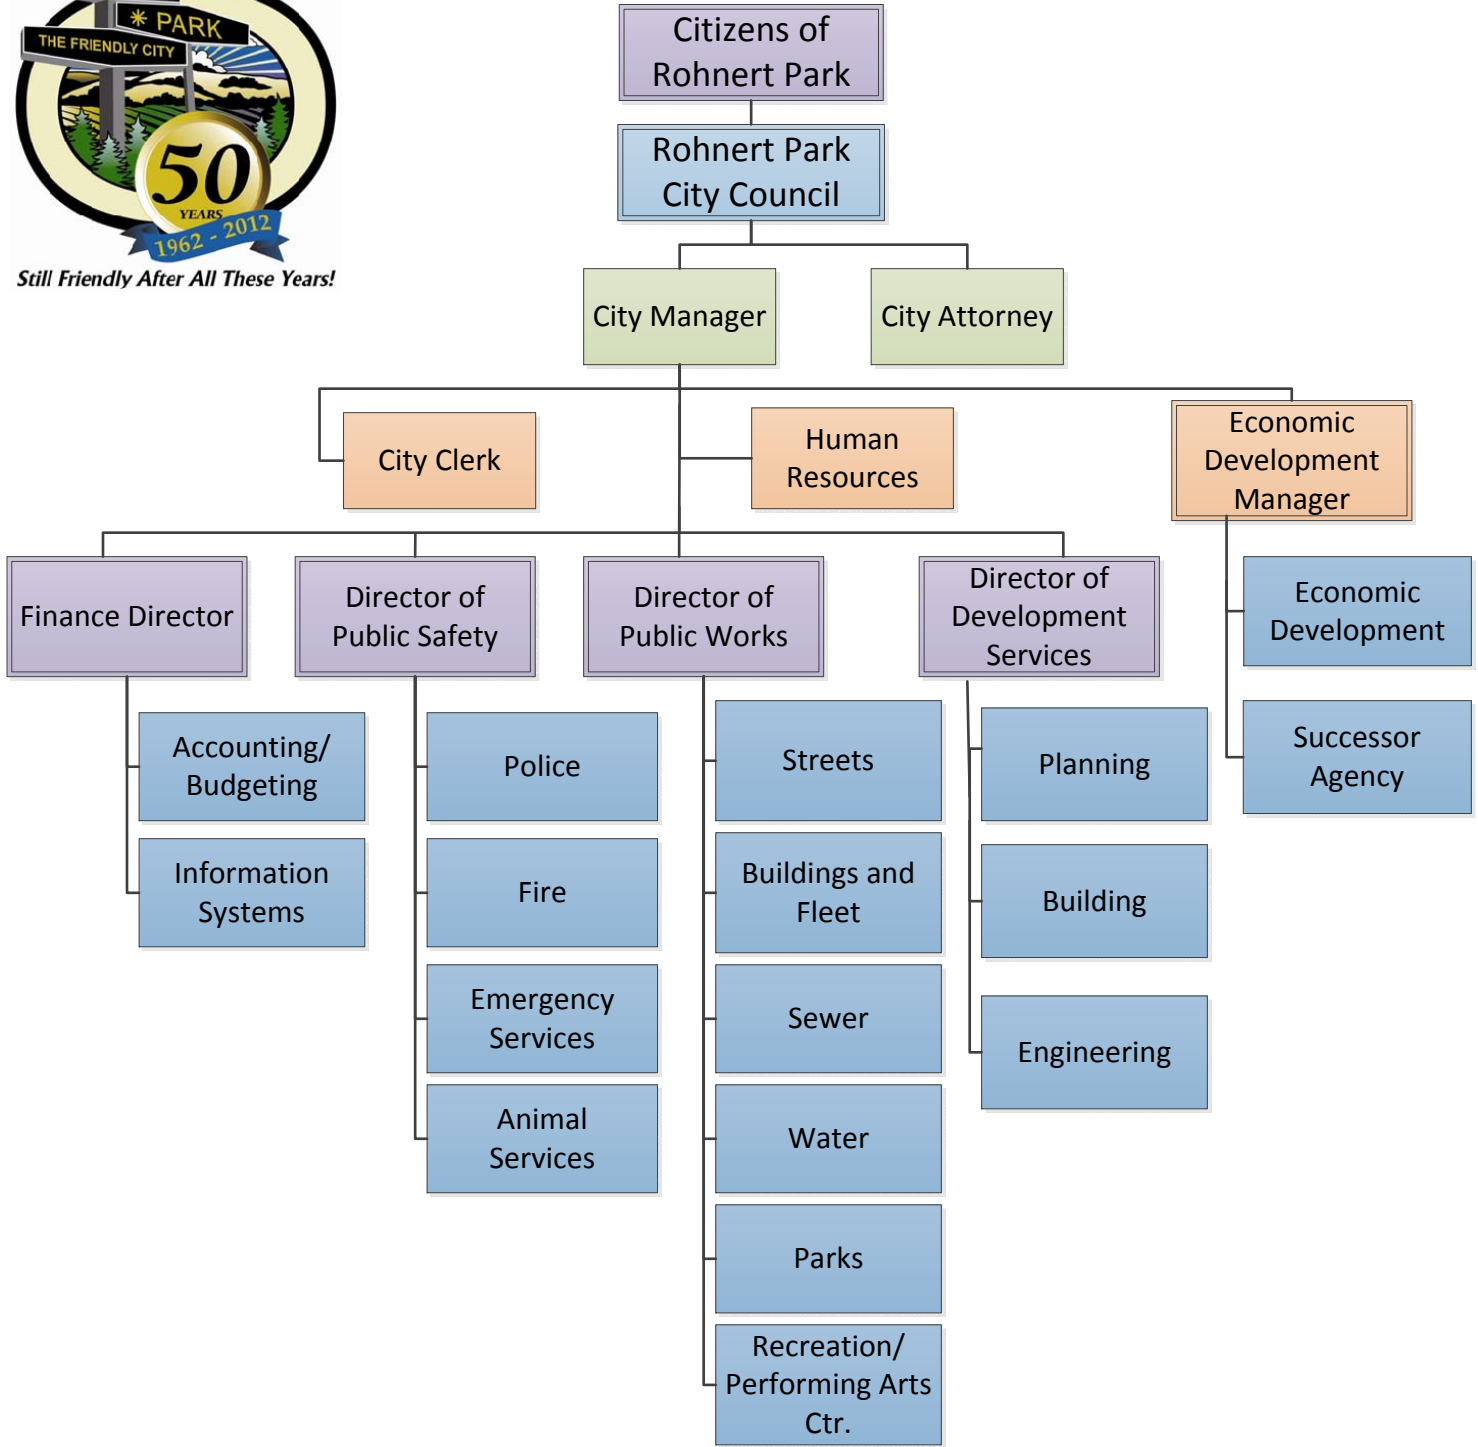 PARK
THE FRIENDLY CITY
50
YEARS
1962 - 2012
Still Friendly After All These Years!
Citizens of
Rohnert Park
Rohnert Park
City Council
City Manager
City Attorney
City Clerk
Human
Resources
Economic
Development
Manager
Finance Director
Director of
Public Safety
Director of
Public Works
Director of
Development
Services
Economic
Development
Successor
Agency
Accounting/
Budgeting
Information
Systems
Police
Fire
Emergency
Services
Animal
Services
Streets
Buildings and
Fleet
Sewer
Water
Parks
Recreation/
Performing Arts
Ctr.
Planning
Building
Engineering